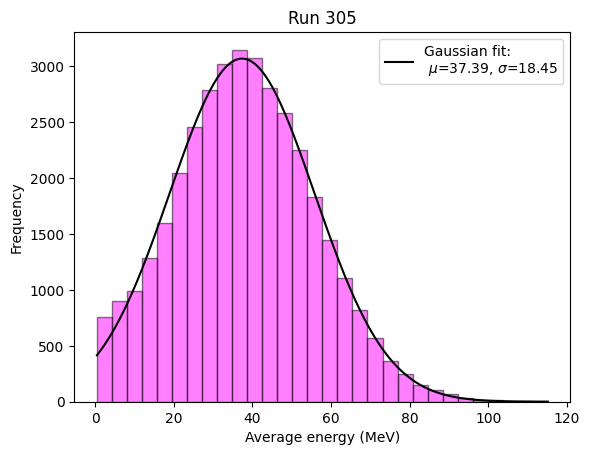 Run 305
Gaussian fit:
μ=37.39, σ=18.45
Frequency
3000
2500
2000
1500
1000
500
0
0 20 40 60 80 100 120
Average energy (MeV)